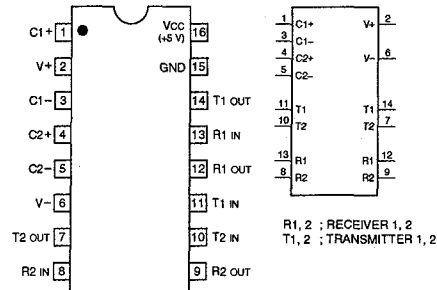 C1+ 1
V+ 2
C1- 3
C2+ 4
C2- 5
V- 6
T2 OUT 7
R2 IN 8
16 VCC
(+5 V)
15 GND
14 T1 OUT
13 R1 IN
12 R1 OUT
11 T1 IN
10 T2 IN
9 R2 OUT
1 C1+ V+ 2
3 C1-
4 C2+ V- 6
5 C2-
11 T1 T1 14
10 T2 T2 7
13 R1 R1 12
8 R2 R2 9
R1, 2 ; RECEIVER 1, 2
T1, 2 ; TRANSMITTER 1, 2